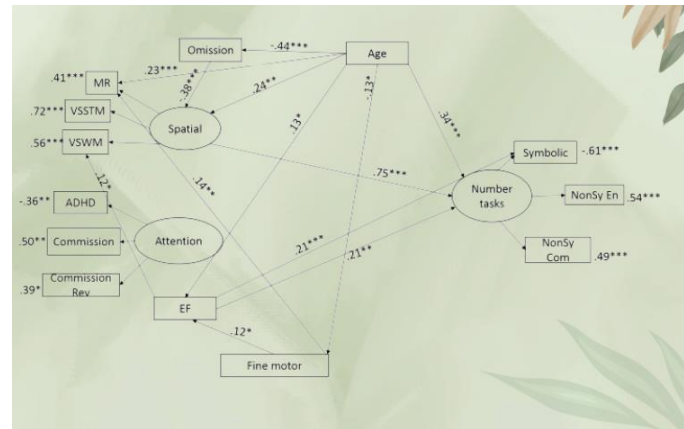 Omission
-.44***
Age
.41***
MR
.23***
-.38***
.24**
-.13*
.72***
VSSTM
Spatial
.13*
.34***
.56***
VSWM
Symbolic
-.61***
.12*
.14**
.75***
-.36**
ADHD
Number
tasks
NonSy En
.54***
.50**
Commission
Attention
.21***
.21**
NonSy
Com
.49***
.39*
Commission
Rev
EF
.12*
Fine motor